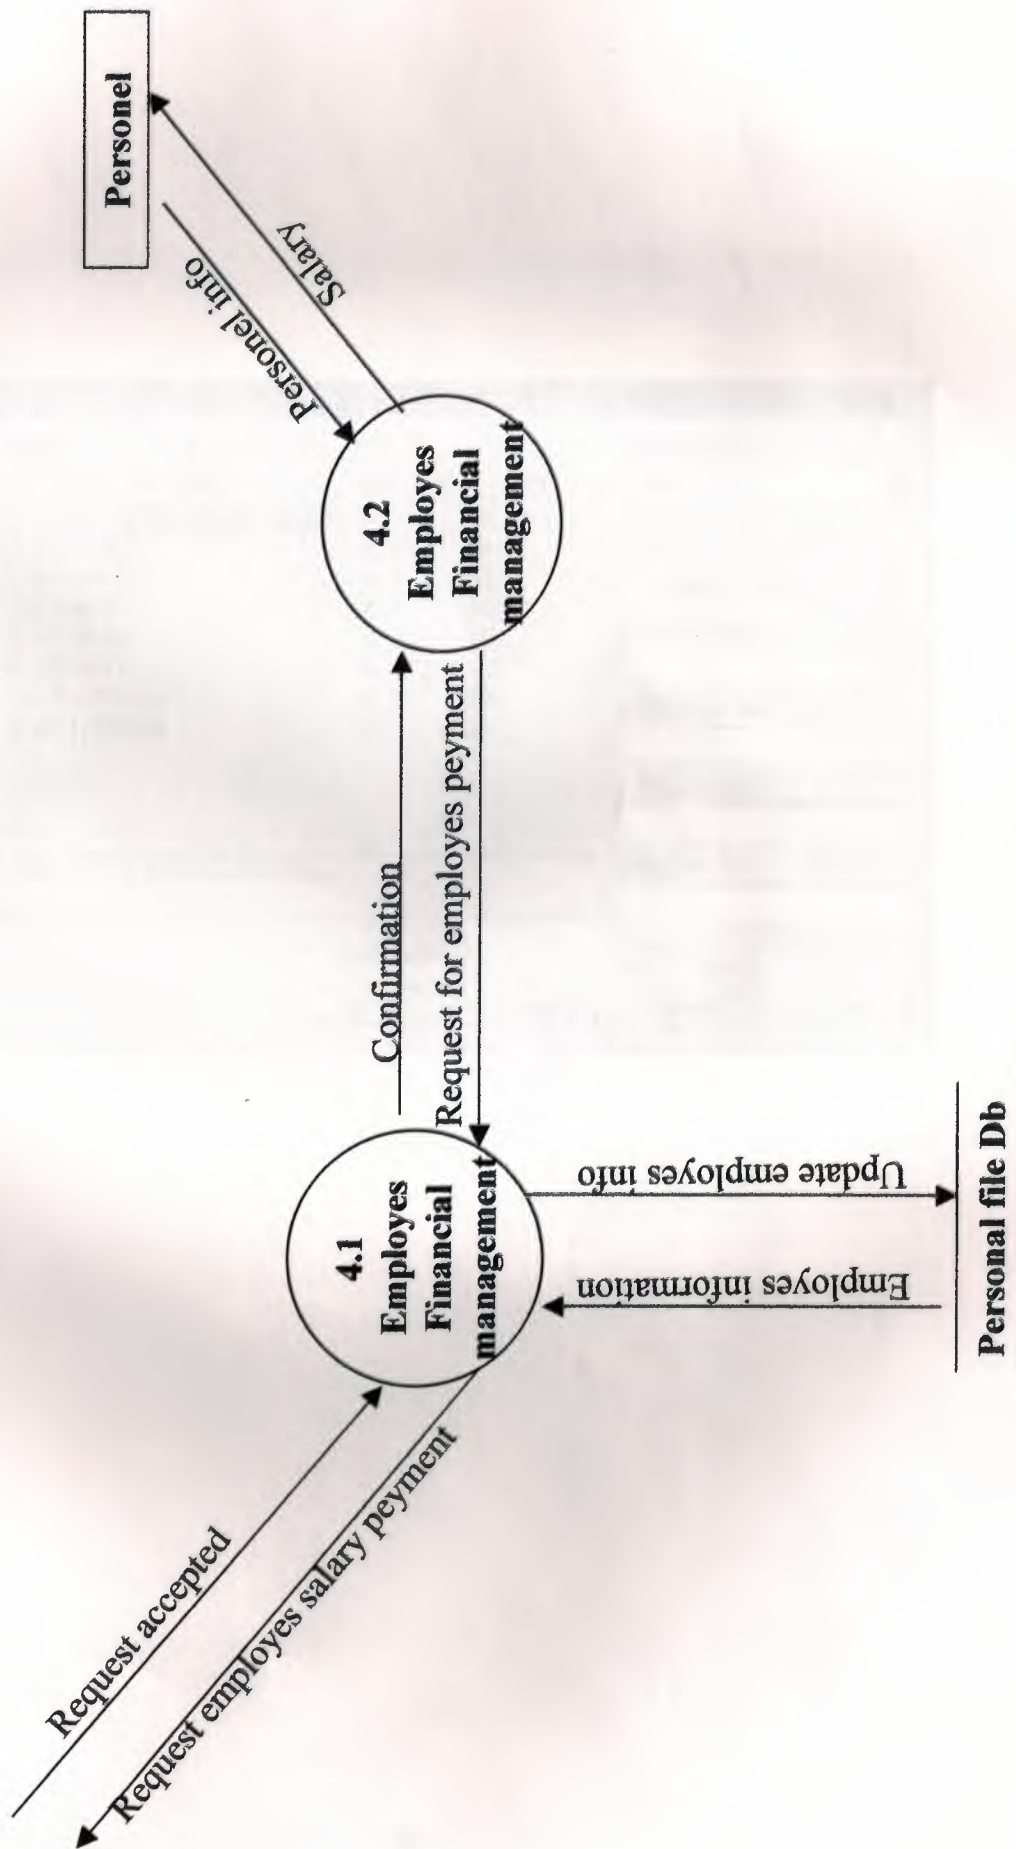 Request accepted
Request employes salary peyment
4.1
Employes
Financial
management
Employes information
Update employes info
Personal file Db
Confirmation
Request for employes peyment
4.2
Employes
Financial
management
Personel info
Salary
Personel